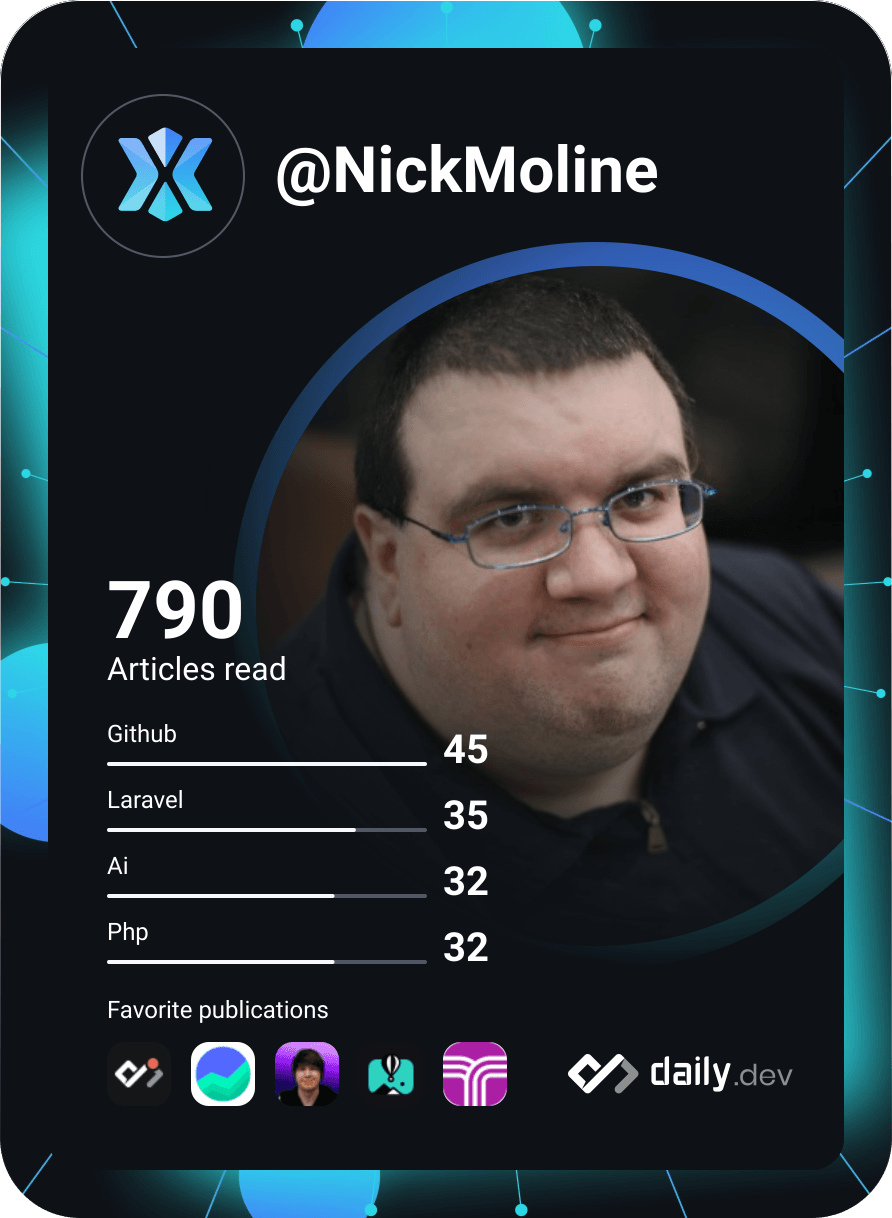 @NickMoline
790
Articles read
Github
45
Laravel
35
Ai
32
Php
32
Favorite publications
daily.dev